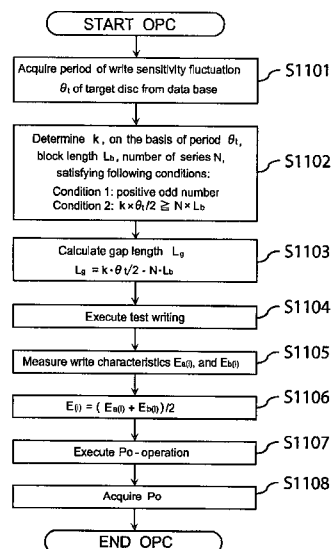 START OPC
Acquire period of write sensitivity fluctuation
θt of target disc from data base
S1101
Determine k, on the basis of period θt,
block length Lb, number of series N,
satisfying following conditions:
Condition 1: positive odd number
Condition 2: k × θt/2 ≧ N × Lb
S1102
Calculate gap length Lg
Lg = k・θt/2 - N・Lb
S1103
Execute test writing
S1104
Measure write characteristics Ea(i), and Eb(i)
S1105
E(i) = ( Ea(i) + Eb(i))/2
S1106
Execute Po-operation
S1107
Acquire Po
S1108
END OPC